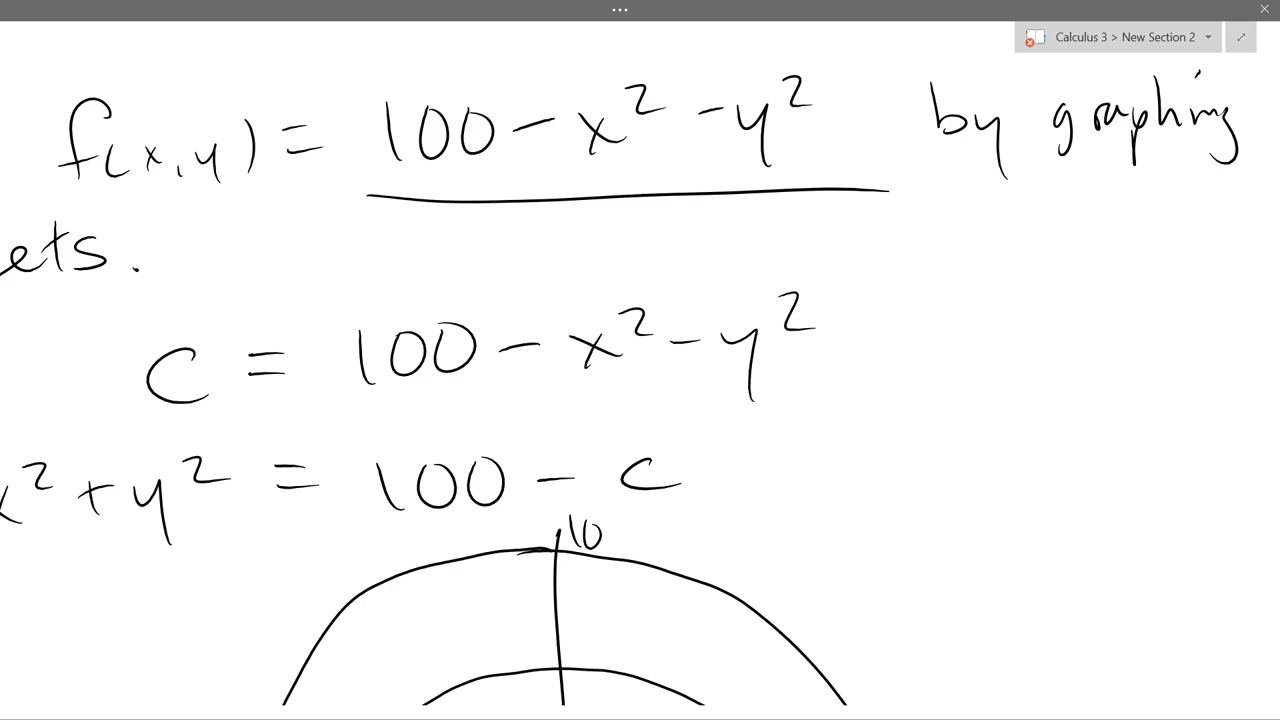 Calculus 3 > New Section 2
f(x,y) = 100 - x² - y² by graphing
ets.
C = 100 - x² - y²
x² + y² = 100 - C
10